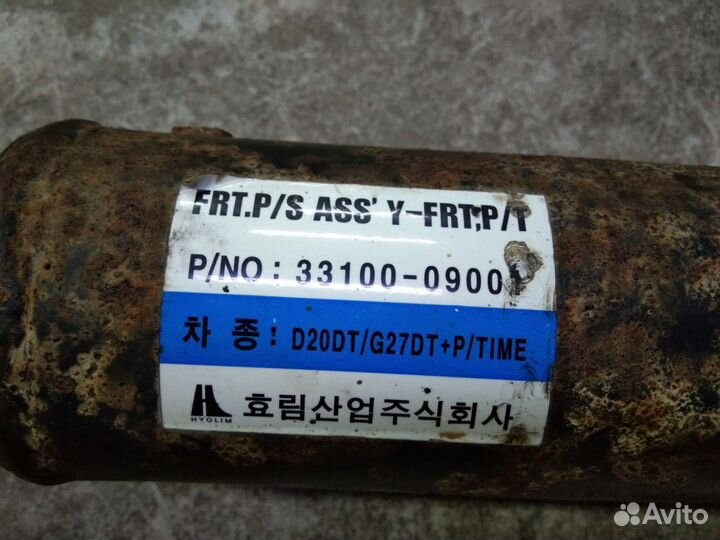 FRT.P/S ASS' Y-FRT,P/T
P/NO : 33100-0900
차 종 : D20DT/G27DT+P/TIME
HYOLIM
효림산업주식회사
Avito